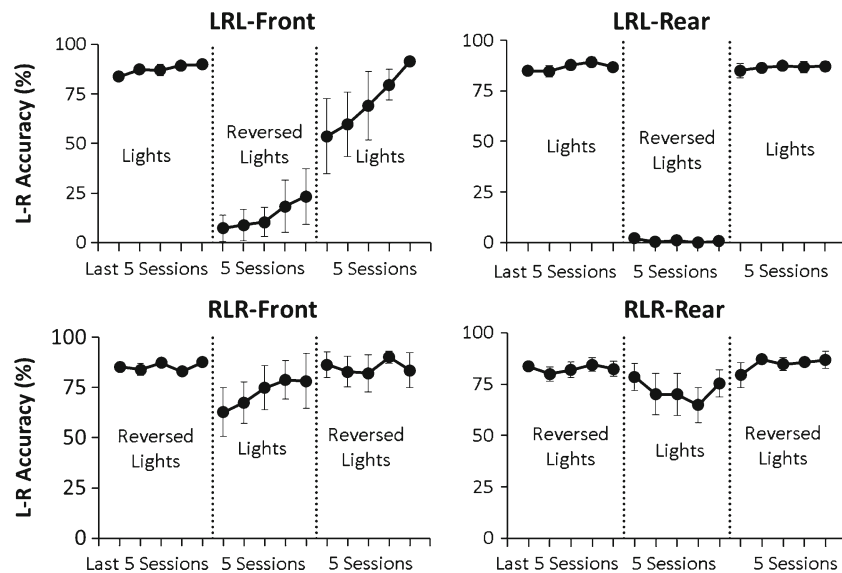 LRL-Front
L-R Accuracy (%)
100
75
50
25
0
Lights
Reversed
Lights
Lights
Last 5 Sessions
5 Sessions
5 Sessions
LRL-Rear
100
75
50
25
0
Lights
Reversed
Lights
Lights
Last 5 Sessions
5 Sessions
5 Sessions
RLR-Front
L-R Accuracy (%)
100
75
50
25
0
Reversed
Lights
Lights
Reversed
Lights
Last 5 Sessions
5 Sessions
5 Sessions
RLR-Rear
100
75
50
25
0
Reversed
Lights
Lights
Reversed
Lights
Last 5 Sessions
5 Sessions
5 Sessions